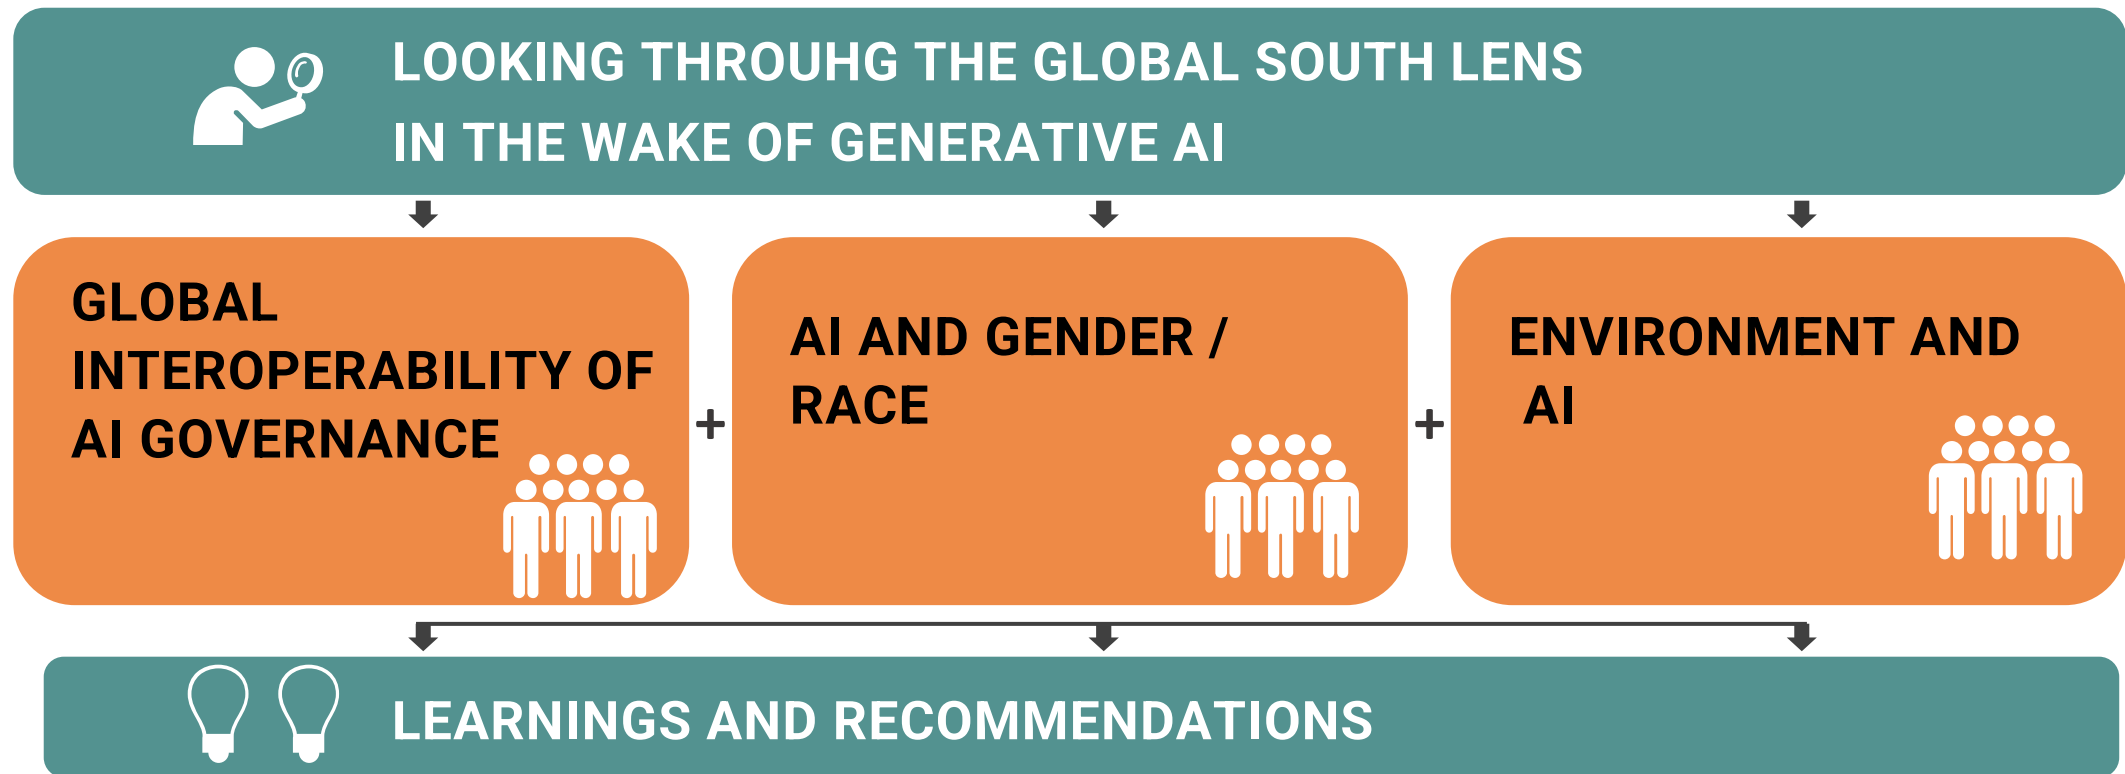 LOOKING THROUHG THE GLOBAL SOUTH LENS
IN THE WAKE OF GENERATIVE AI
GLOBAL
INTEROPERABILITY OF
AI GOVERNANCE
+
AI AND GENDER /
RACE
+
ENVIRONMENT AND
AI
LEARNINGS AND RECOMMENDATIONS